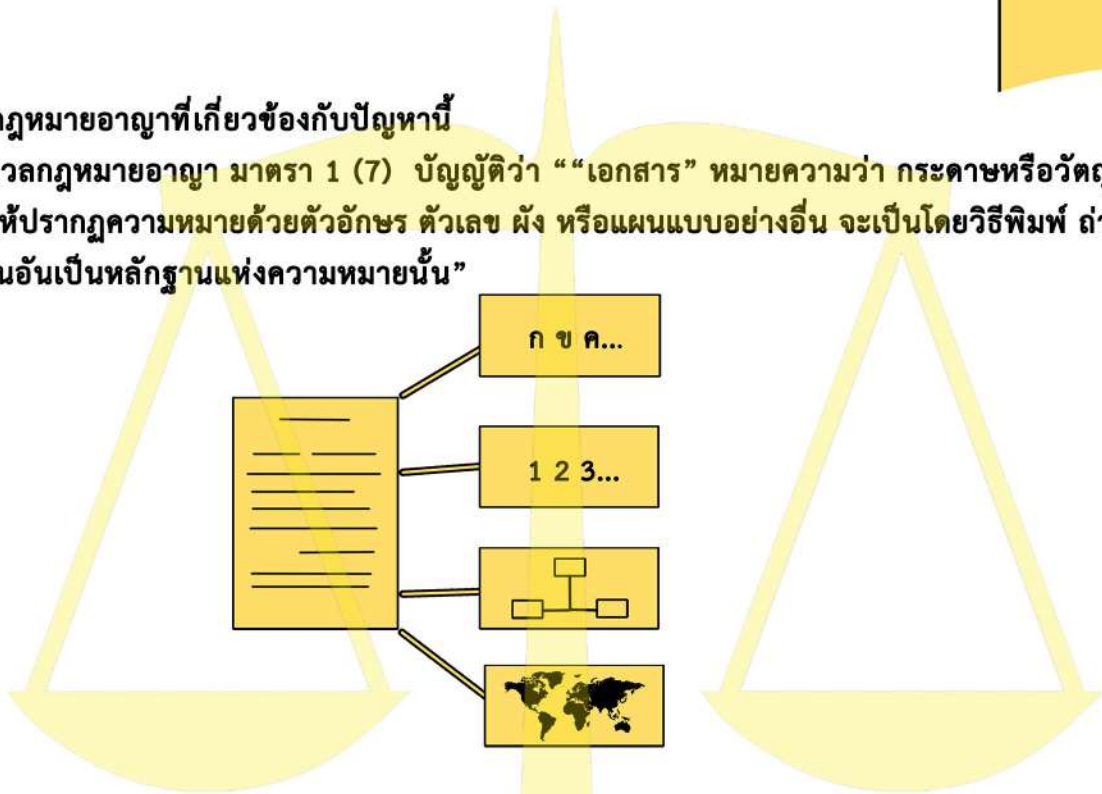 กฎหมายอาญาที่เกี่ยวข้องกับปัญหานี้
วลกฎหมายอาญา มาตรา 1 (7) บัญญัติว่า ““เอกสาร” หมายความว่า กระดาษหรือวัตถุ
ห้ปรากฏความหมายด้วยตัวอักษร ตัวเลข ผัง หรือแผนแบบอย่างอื่น จะเป็นโดยวิธีพิมพ์ ถ่า
นอันเป็นหลักฐานแห่งความหมายนั้น”
ก ข ค...
1 2 3...